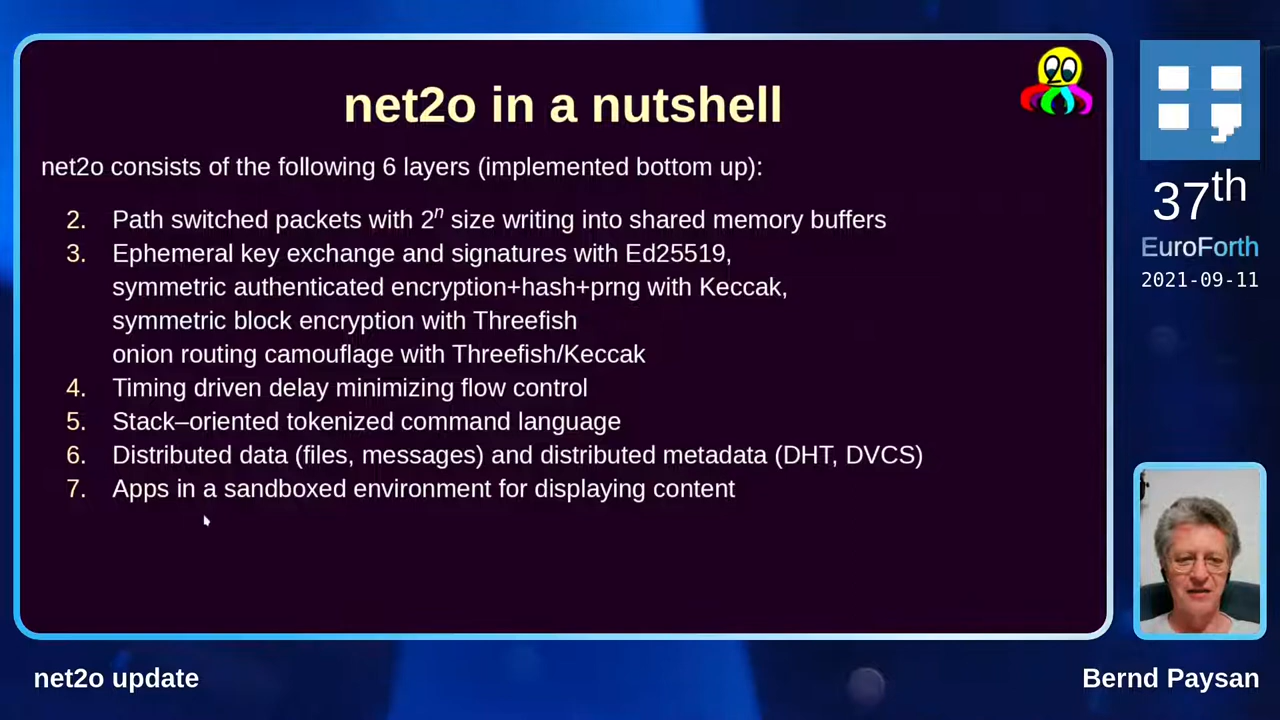 net2o in a nutshell
net2o consists of the following 6 layers (implemented bottom up):
2. Path switched packets with 2ⁿ size writing into shared memory buffers
3. Ephemeral key exchange and signatures with Ed25519,
symmetric authenticated encryption+hash+prng with Keccak,
symmetric block encryption with Threefish
onion routing camouflage with Threefish/Keccak
4. Timing driven delay minimizing flow control
5. Stack–oriented tokenized command language
6. Distributed data (files, messages) and distributed metadata (DHT, DVCS)
7. Apps in a sandboxed environment for displaying content
37th
EuroForth
2021-09-11
net2o update
Bernd Paysan